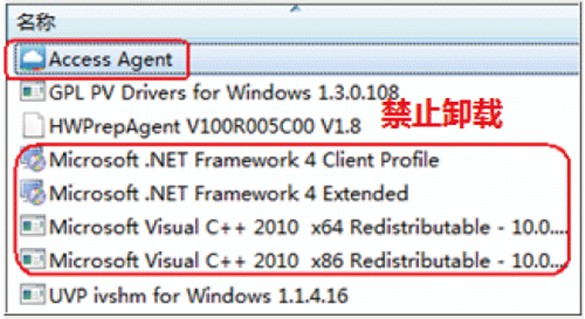 名称
Access Agent
GPL PV Drivers for Windows 1.3.0.108
禁止卸载
HWPrepAgent V100R005C00 V1.8
Microsoft .NET Framework 4 Client Profile
Microsoft .NET Framework 4 Extended
Microsoft Visual C++ 2010 x64 Redistributable - 10.0....
Microsoft Visual C++ 2010 x86 Redistributable - 10.0....
UVP ivshm for Windows 1.1.4.16